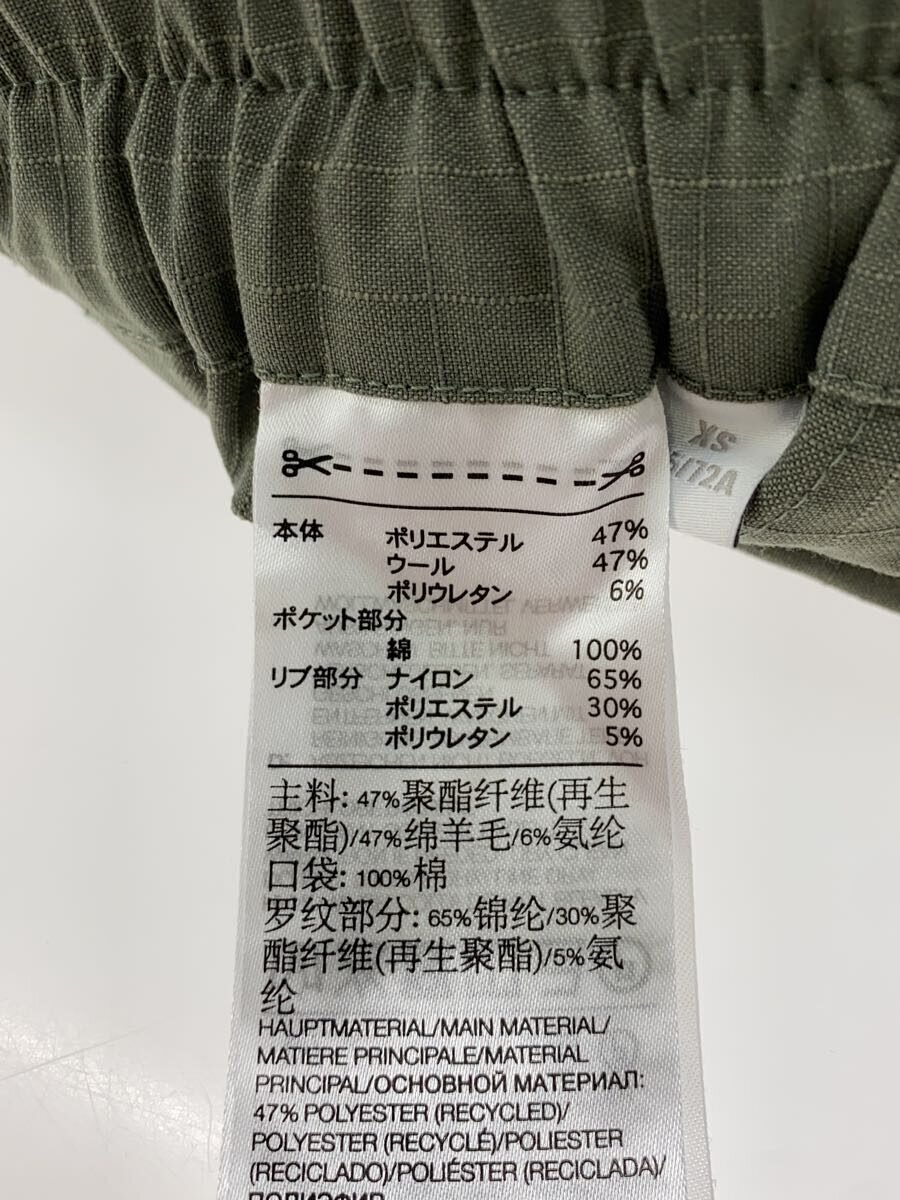 本体 ポリエステル 47%
ウール 47%
ポリウレタン 6%
ポケット部分
綿 100%
リブ部分 ナイロン 65%
ポリエステル 30%
ポリウレタン 5%
主料: 47%聚酯纤维(再生
聚酯)/47%绵羊毛/6%氨纶
口袋: 100%棉
罗纹部分: 65%锦纶/30%聚
酯纤维(再生聚酯)/5%氨
纶
HAUPTMATERIAL/MAIN MATERIAL/
MATIERE PRINCIPALE/MATERIAL
PRINCIPAL/ОСНОВНОЙ МАТЕРИАЛ:
47% POLYESTER (RECYCLED)/
POLYESTER (RECYCLÉ)/POLIESTER
(RECICLADO)/POLIÉSTER (RECICLADA)/
ПОЛИЭФИР
XS
/72A